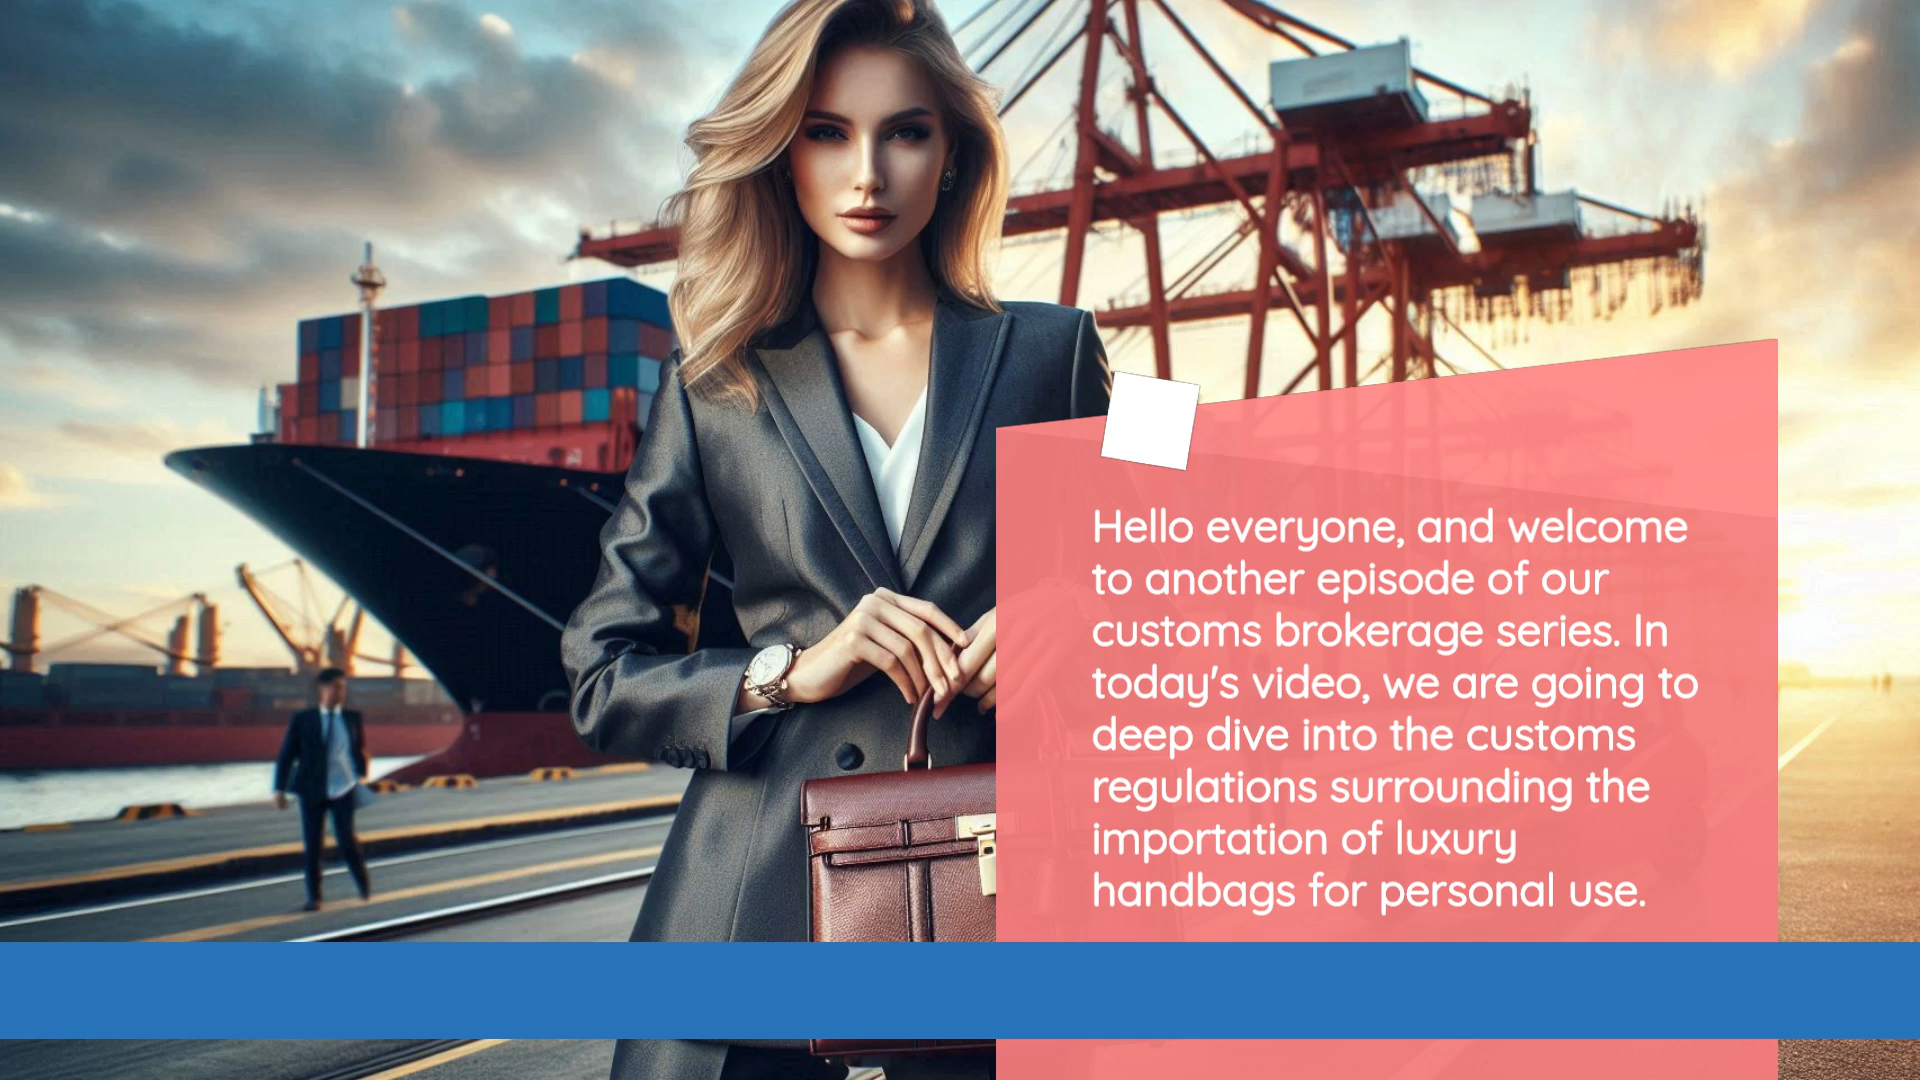 Hello everyone, and welcome
to another episode of our
customs brokerage series. In
today's video, we are going to
deep dive into the customs
regulations surrounding the
importation of luxury
handbags for personal use.